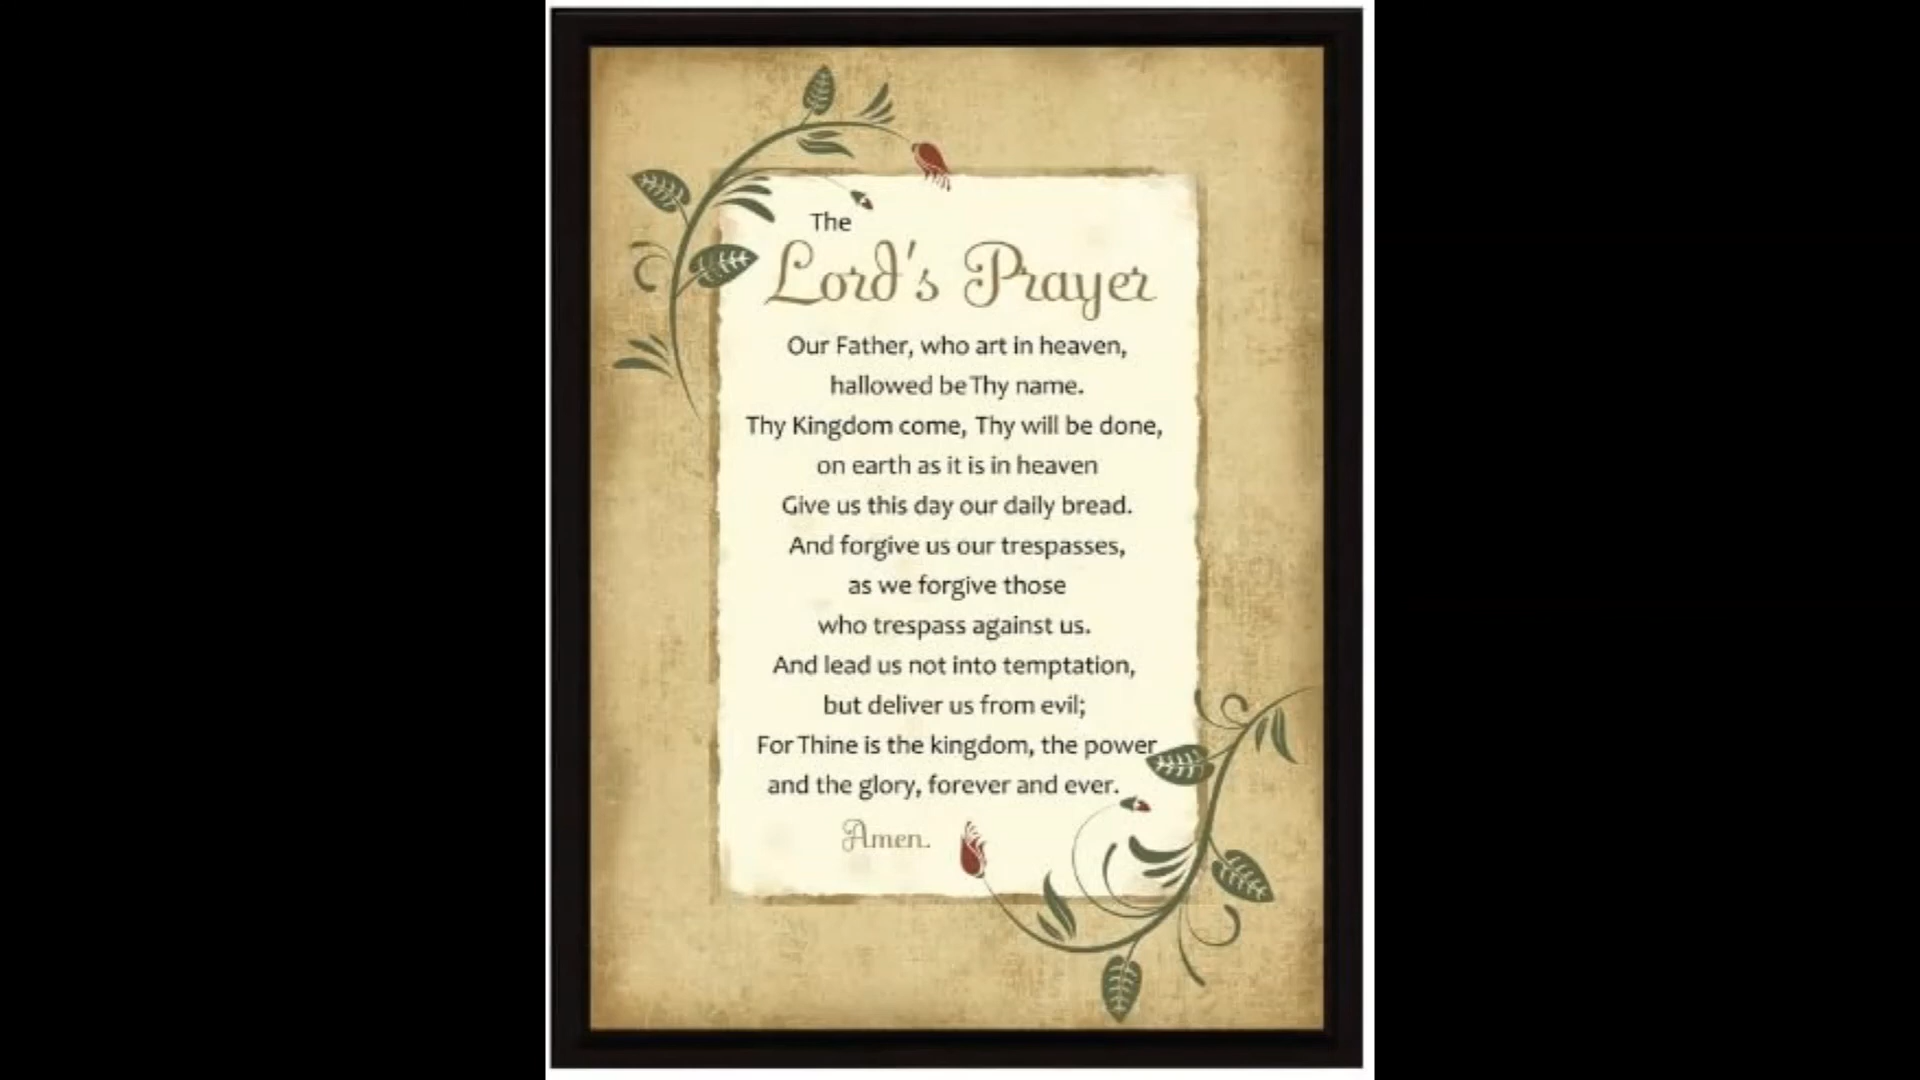 The
Lord's Prayer
Our Father, who art in heaven,
hallowed be Thy name.
Thy Kingdom come, Thy will be done,
on earth as it is in heaven
Give us this day our daily bread.
And forgive us our trespasses,
as we forgive those
who trespass against us.
And lead us not into temptation,
but deliver us from evil;
For Thine is the kingdom, the power
and the glory, forever and ever.
Amen.